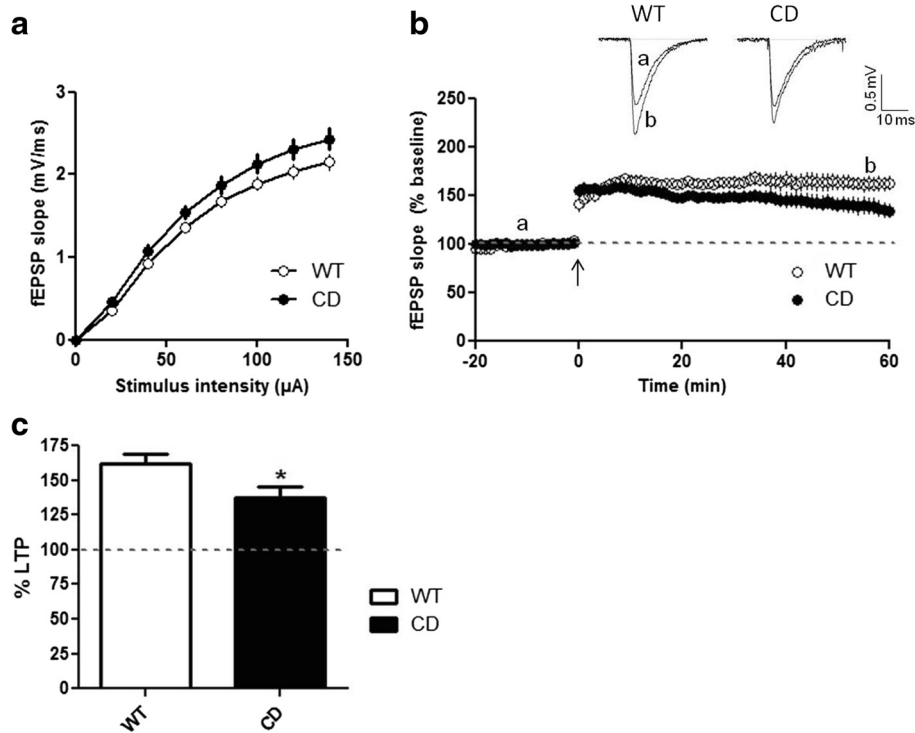 a
fEPSP slope (mV/ms)
3
2
1
0
0
50
100
150
Stimulus intensity (µA)
WT
CD
b
WT
CD
a
b
0.5mV
10 ms
fEPSP slope (% baseline)
250
200
150
100
50
0
a
b
WT
CD
-20
0
20
40
60
Time (min)
c
% LTP
175
150
125
100
75
50
25
0
*
WT
CD
WT
CD